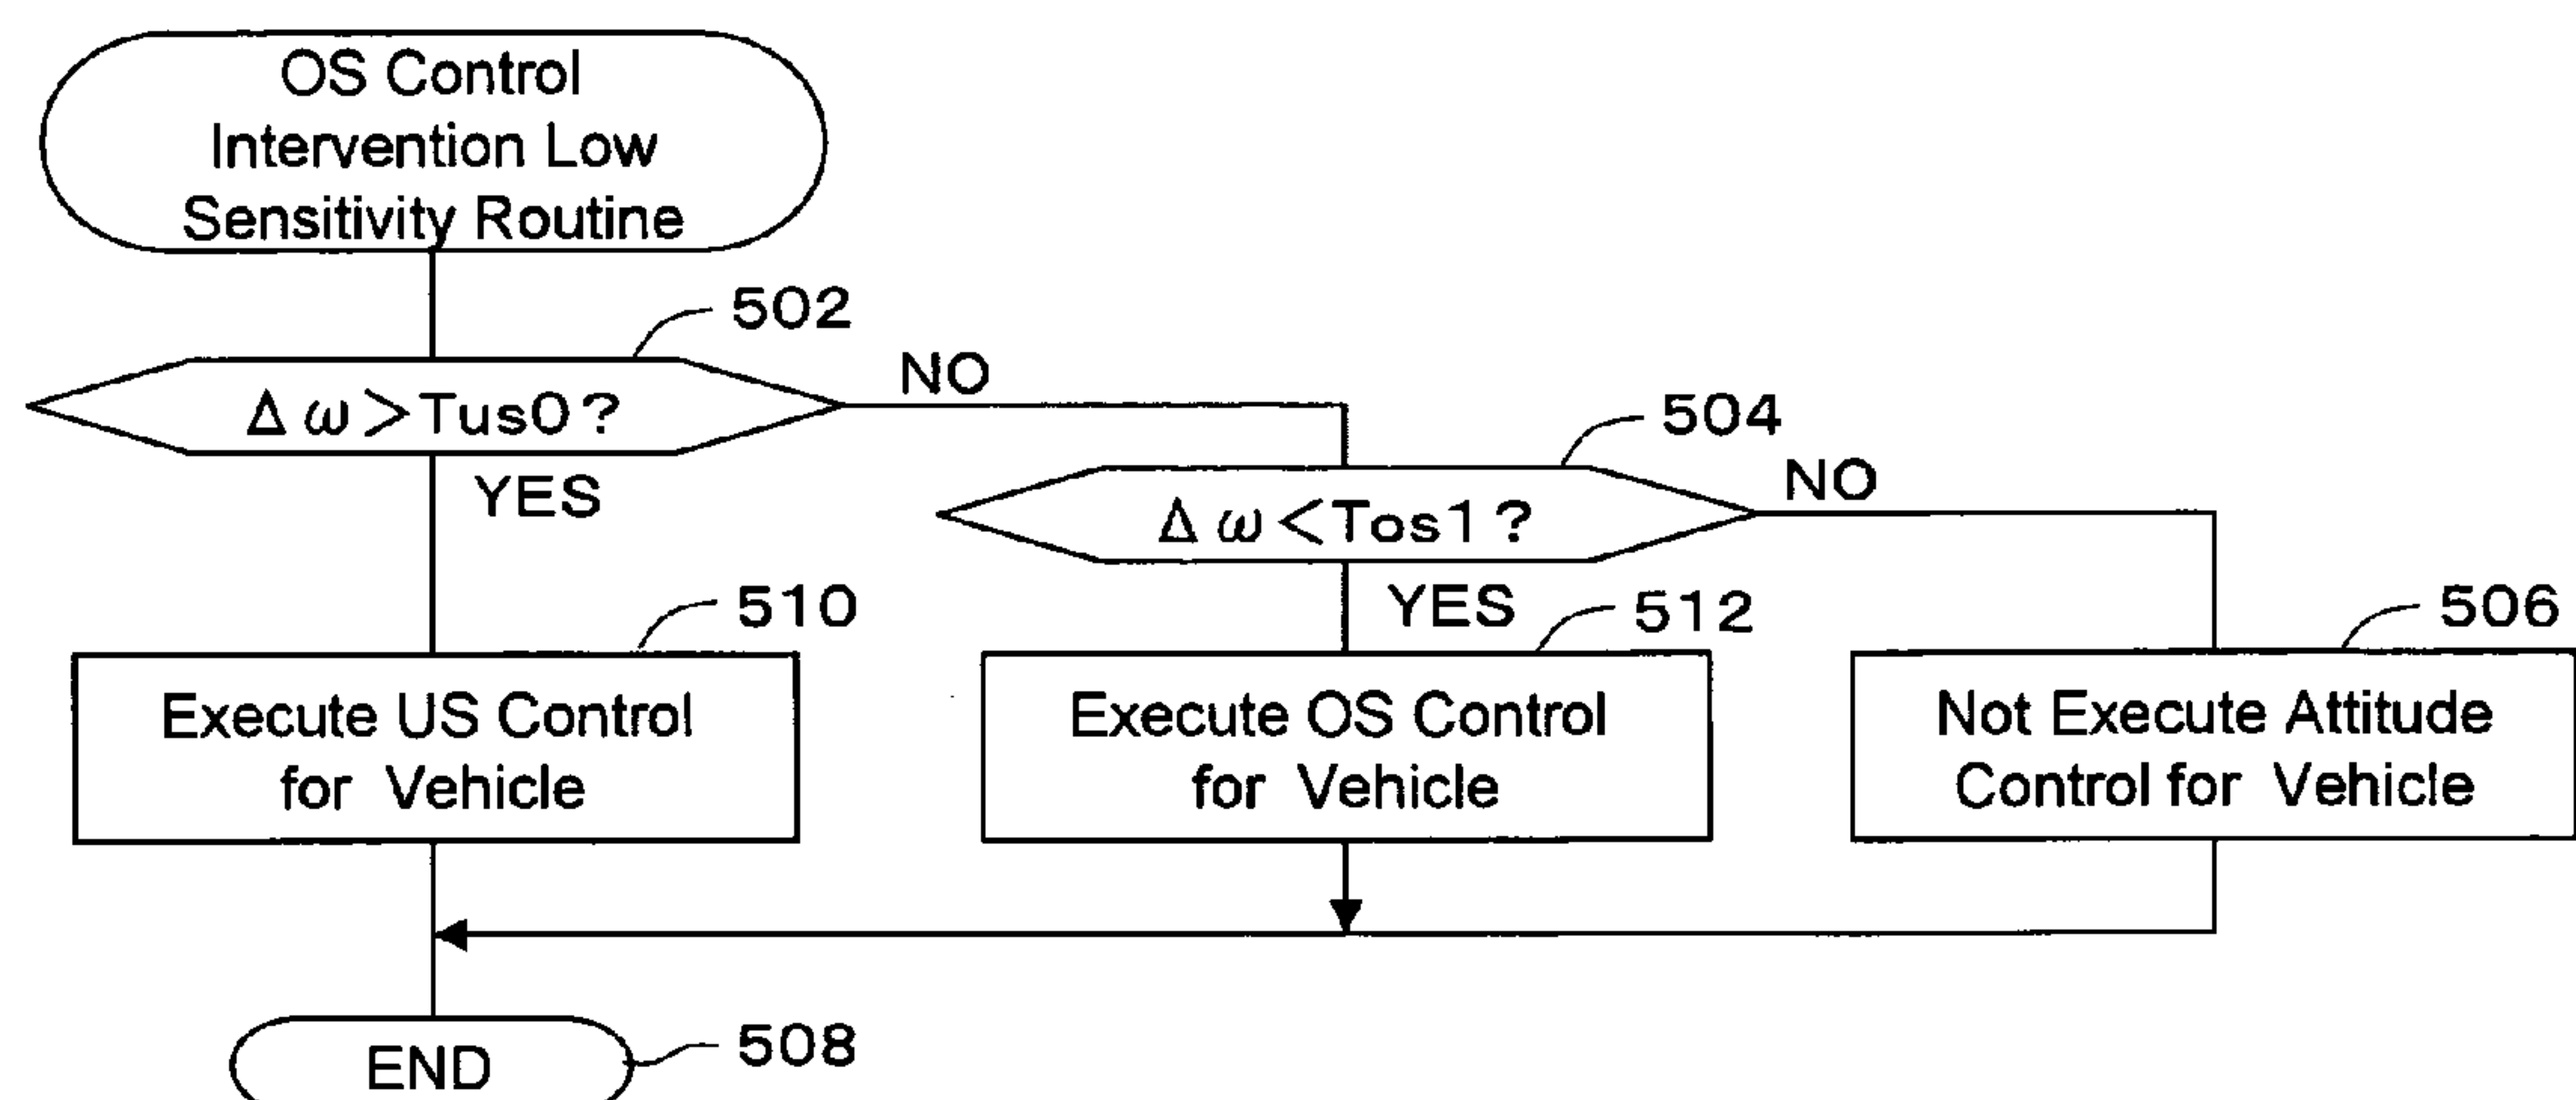 OS Control
Intervention Low
Sensitivity Routine
502
Δω>Tus0?
NO
YES
504
Δω<Tos1?
NO
YES
510
Execute US Control
for Vehicle
512
Execute OS Control
for Vehicle
506
Not Execute Attitude
Control for Vehicle
END
508